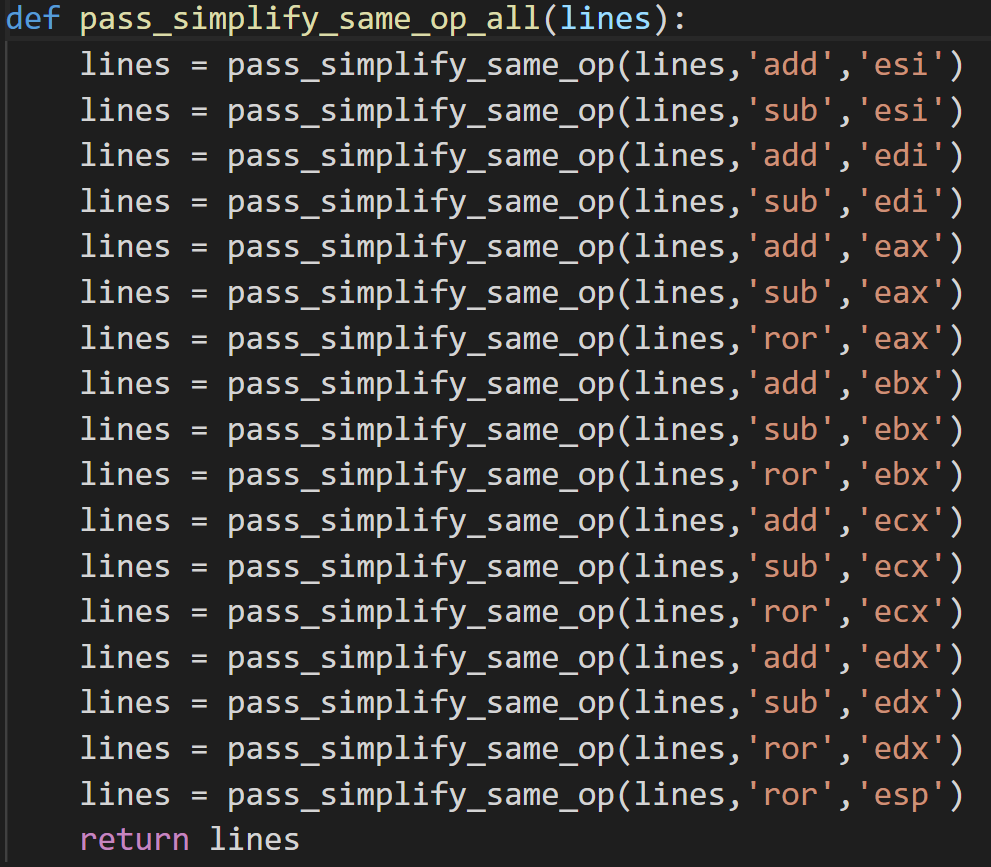 def pass_simplify_same_op_all(lines):
    lines = pass_simplify_same_op(lines,'add','esi')
    lines = pass_simplify_same_op(lines,'sub','esi')
    lines = pass_simplify_same_op(lines,'add','edi')
    lines = pass_simplify_same_op(lines,'sub','edi')
    lines = pass_simplify_same_op(lines,'add','eax')
    lines = pass_simplify_same_op(lines,'sub','eax')
    lines = pass_simplify_same_op(lines,'ror','eax')
    lines = pass_simplify_same_op(lines,'add','ebx')
    lines = pass_simplify_same_op(lines,'sub','ebx')
    lines = pass_simplify_same_op(lines,'ror','ebx')
    lines = pass_simplify_same_op(lines,'add','ecx')
    lines = pass_simplify_same_op(lines,'sub','ecx')
    lines = pass_simplify_same_op(lines,'ror','ecx')
    lines = pass_simplify_same_op(lines,'add','edx')
    lines = pass_simplify_same_op(lines,'sub','edx')
    lines = pass_simplify_same_op(lines,'ror','edx')
    lines = pass_simplify_same_op(lines,'ror','esp')
    return lines